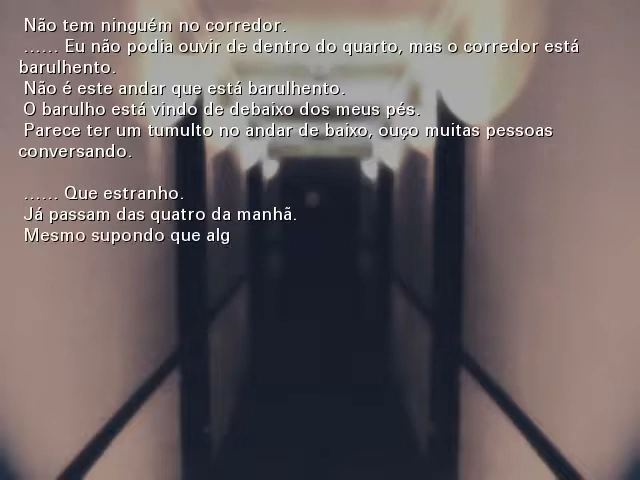 Não tem ninguém no corredor.
…… Eu não podia ouvir de dentro do quarto, mas o corredor está
barulhento.
Não é este andar que está barulhento.
O barulho está vindo de debaixo dos meus pés.
Parece ter um tumulto no andar de baixo, ouço muitas pessoas
conversando.
…… Que estranho.
Já passam das quatro da manhã.
Mesmo supondo que alg